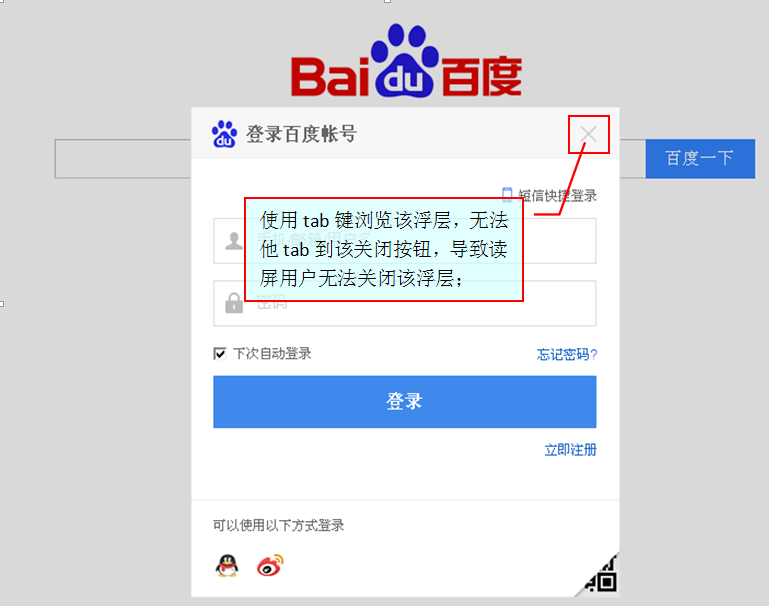 Baidu百度
登录百度帐号
百度一下
短信快捷登录
使用 tab 键浏览该浮层，无法
他 tab 到该关闭按钮，导致读
屏用户无法关闭该浮层；
密码
下次自动登录
忘记密码?
登录
立即注册
可以使用以下方式登录